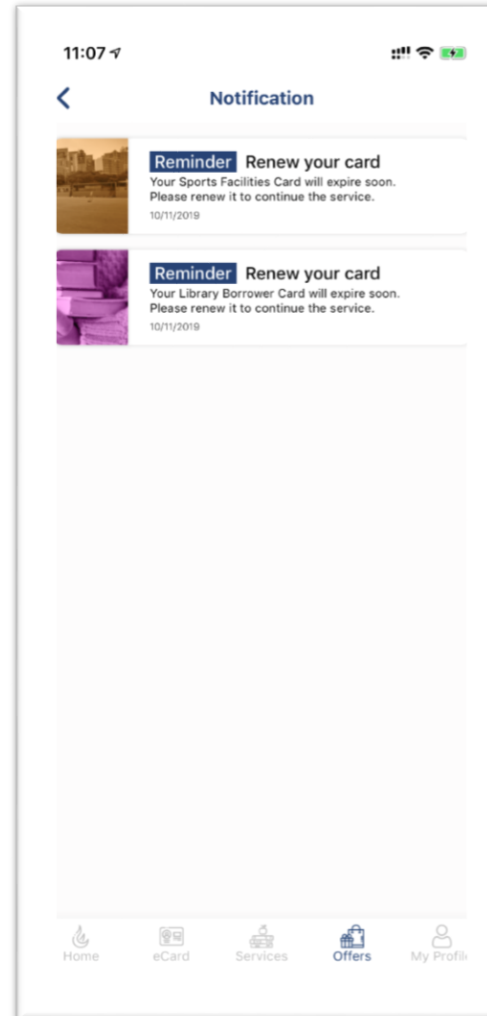 11:07
Notification
Reminder Renew your card
Your Sports Facilities Card will expire soon.
Please renew it to continue the service.
10/11/2019
Reminder Renew your card
Your Library Borrower Card will expire soon.
Please renew it to continue the service.
10/11/2019
Home eCard Services Offers My Profil